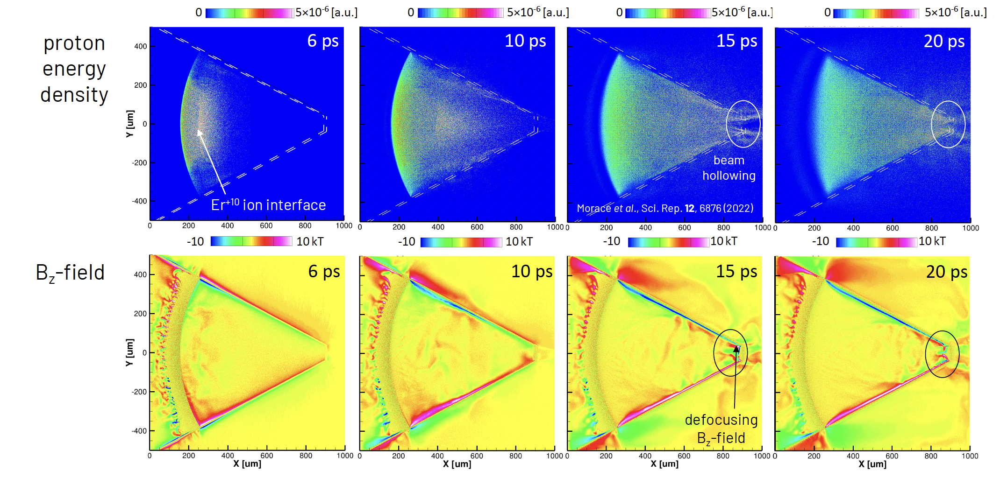 0 5×10⁻⁶ [a.u.] 0 5×10⁻⁶ [a.u.] 0 5×10⁻⁶ [a.u.] 0 5×10⁻⁶ [a.u.]
proton
energy
density
6 ps 10 ps 15 ps 20 ps
400
200
0
-200
-400
Y [um]
Er⁺¹⁰ ion interface
beam
hollowing
Morace et al., Sci. Rep. 12, 6876 (2022)
0 200 400 600 800 1000 0 200 400 600 800 1000 0 200 400 600 800 1000 0 200 400 600 800 1000
-10 10 kT -10 10 kT -10 10 kT -10 10 kT
B_z-field
6 ps 10 ps 15 ps 20 ps
400
200
0
-200
-400
Y [um]
defocusing
B_z-field
0 200 400 600 800 1000 0 200 400 600 800 1000 0 200 400 600 800 1000 0 200 400 600 800 1000
X [um] X [um] X [um] X [um]